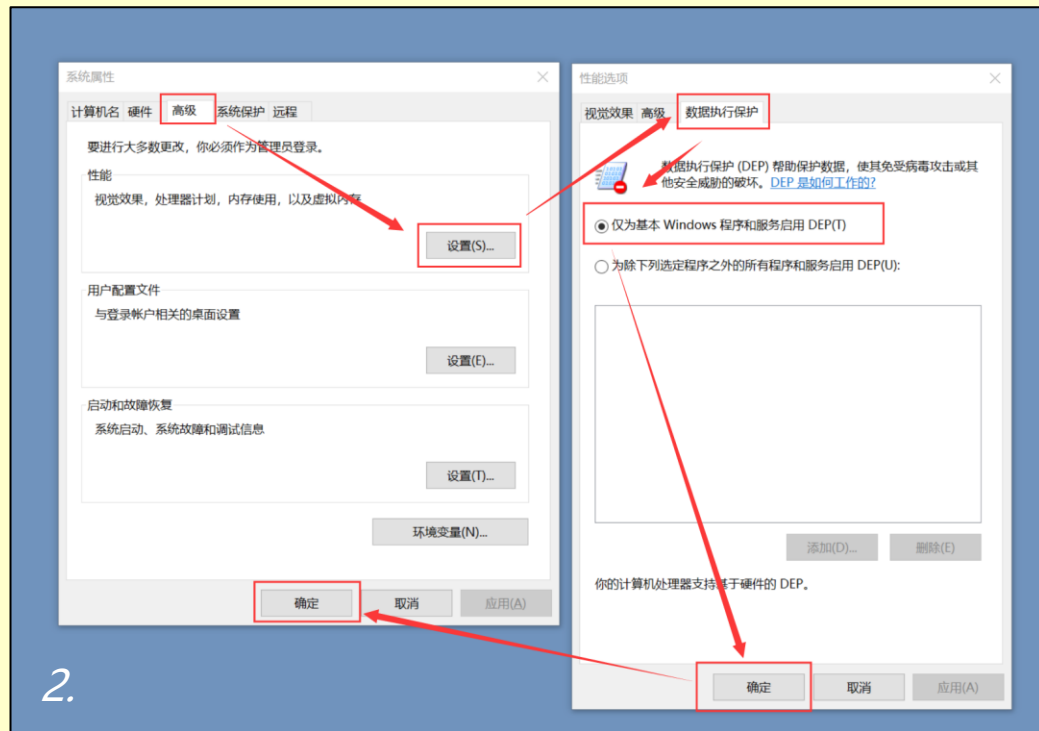 系统属性
计算机名 硬件 高级 系统保护 远程
要进行大多数更改，你必须作为管理员登录。
性能
视觉效果，处理器计划，内存使用，以及虚拟内存
设置(S)...
用户配置文件
与登录帐户相关的桌面设置
设置(E)...
启动和故障恢复
系统启动、系统故障和调试信息
设置(T)...
环境变量(N)...
确定 取消 应用(A)
性能选项
视觉效果 高级 数据执行保护
数据执行保护 (DEP) 帮助保护数据，使其免受病毒攻击或其
他安全威胁的破坏。DEP 是如何工作的?
仅为基本 Windows 程序和服务启用 DEP(T)
为除下列选定程序之外的所有程序和服务启用 DEP(U):
添加(D)... 删除(E)
你的计算机处理器支持基于硬件的 DEP。
确定 取消 应用(A)
2.